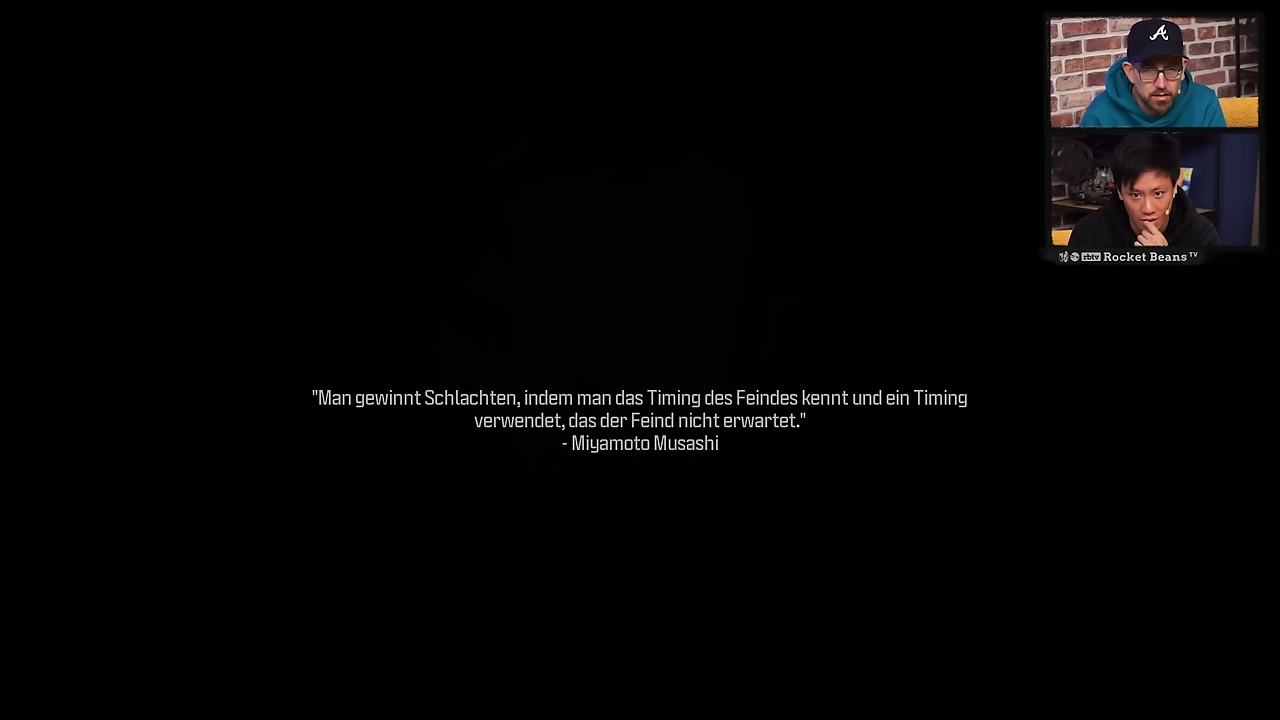 A
rbtv Rocket Beans TV
"Man gewinnt Schlachten, indem man das Timing des Feindes kennt und ein Timing
verwendet, das der Feind nicht erwartet."
- Miyamoto Musashi